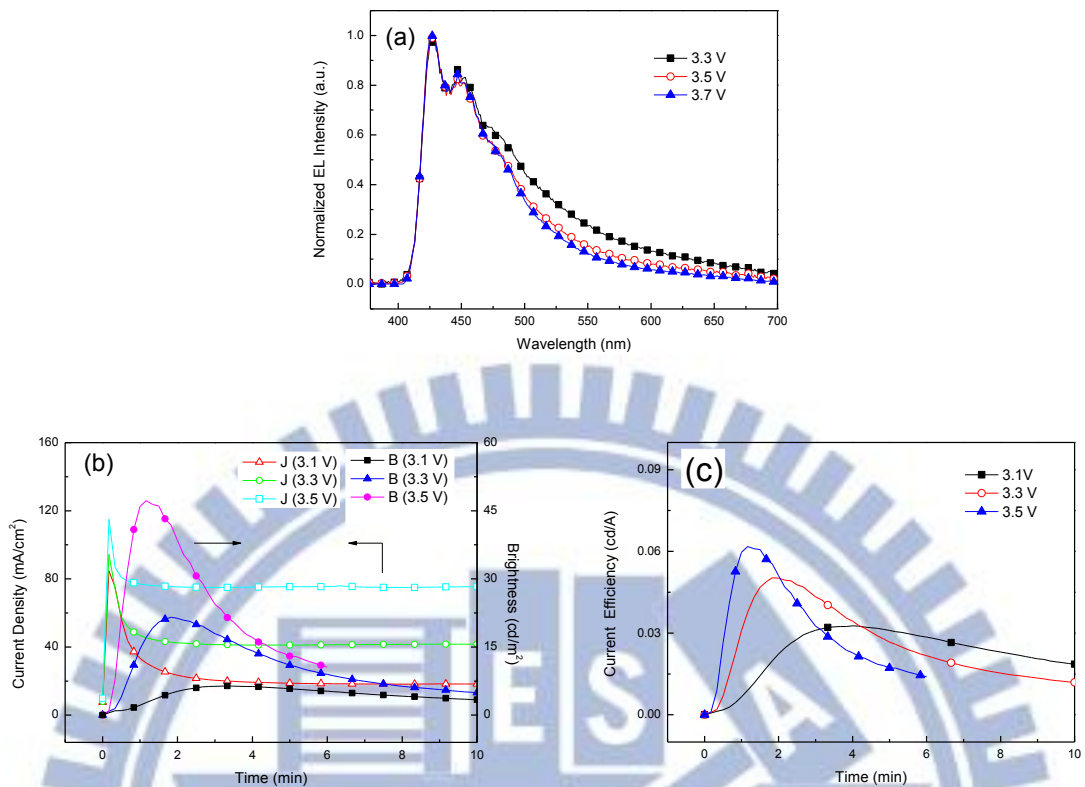 (a)
3.3 V
3.5 V
3.7 V
Normalized EL Intensity (a.u.)
1.0
0.8
0.6
0.4
0.2
0.0
400 450 500 550 600 650 700
Wavelength (nm)
(b)
J (3.1 V) B (3.1 V)
J (3.3 V) B (3.3 V)
J (3.5 V) B (3.5 V)
Current Density (mA/cm²)
160
120
80
40
0
Brightness (cd/m²)
60
45
30
15
0
0 2 4 6 8 10
Time (min)
(c)
3.1V
3.3 V
3.5 V
Current Efficiency (cd/A)
0.09
0.06
0.03
0.00
0 2 4 6 8 10
Time (min)
E S A